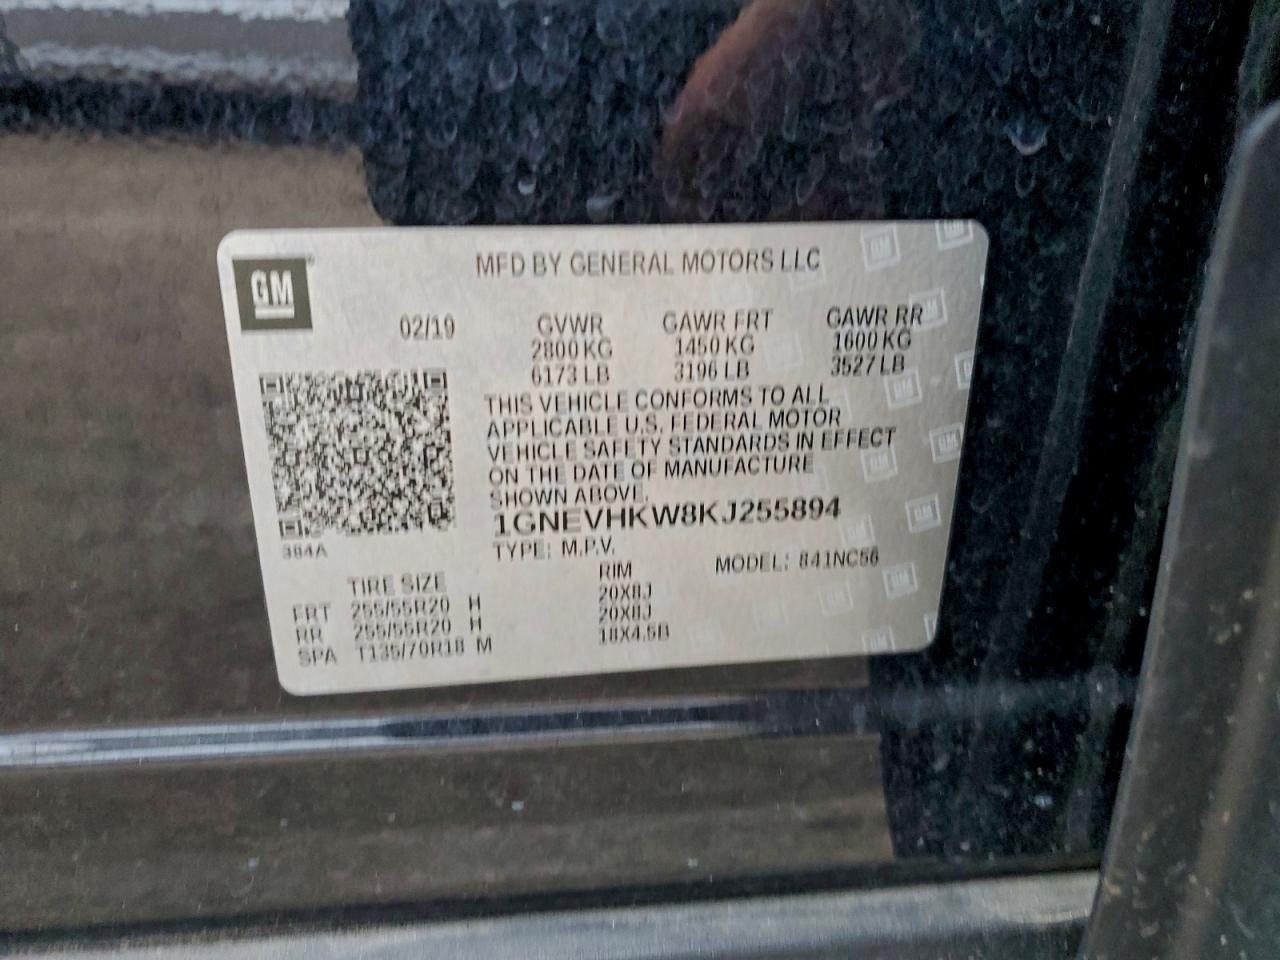 GM
MFD BY GENERAL MOTORS LLC
02/19 GVWR GAWR FRT GAWR RR
2800 KG 1450 KG 1600 KG
6173 LB 3196 LB 3527 LB
THIS VEHICLE CONFORMS TO ALL
APPLICABLE U.S. FEDERAL MOTOR
VEHICLE SAFETY STANDARDS IN EFFECT
ON THE DATE OF MANUFACTURE
SHOWN ABOVE.
1GNEVHKW8KJ255894
384A
TYPE: M.P.V. MODEL: 841NC56
TIRE SIZE RIM
FRT 255/55R20 H 20X8J
RR 255/55R20 H 20X8J
SPA T135/70R18 M 18X4.5B